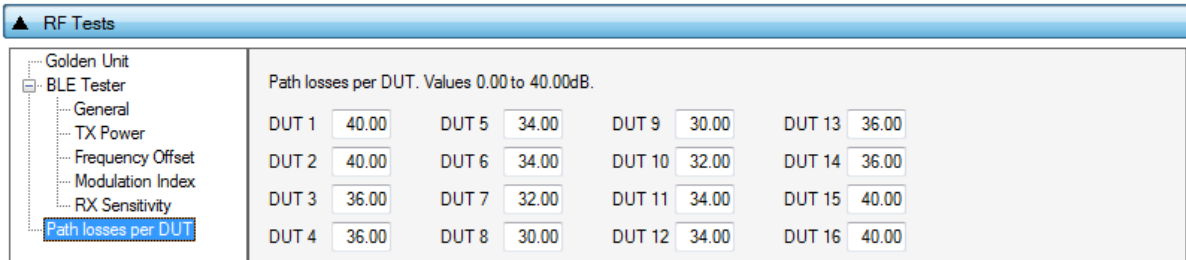 RF Tests
Golden Unit
BLE Tester
General
TX Power
Frequency Offset
Modulation Index
RX Sensitivity
Path losses per DUT
Path losses per DUT. Values 0.00 to 40.00dB.
DUT 1 40.00 DUT 5 34.00 DUT 9 30.00 DUT 13 36.00
DUT 2 40.00 DUT 6 34.00 DUT 10 32.00 DUT 14 36.00
DUT 3 36.00 DUT 7 32.00 DUT 11 34.00 DUT 15 40.00
DUT 4 36.00 DUT 8 30.00 DUT 12 34.00 DUT 16 40.00